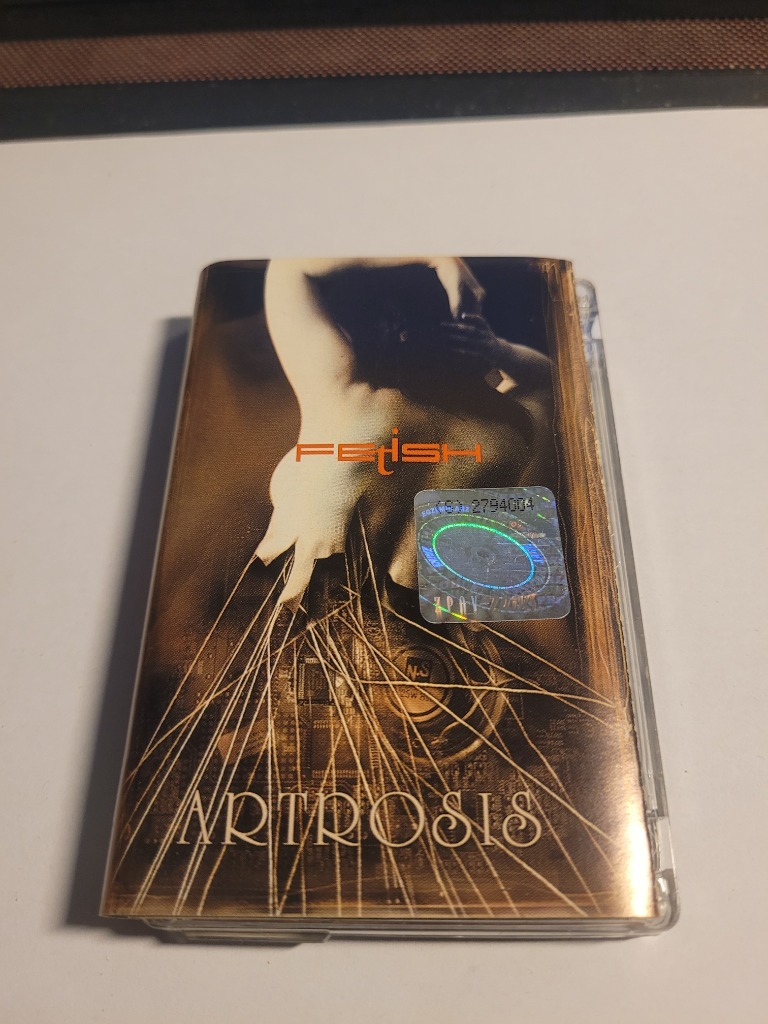 FEtiSH
2794004
N.S
ARTROSIS